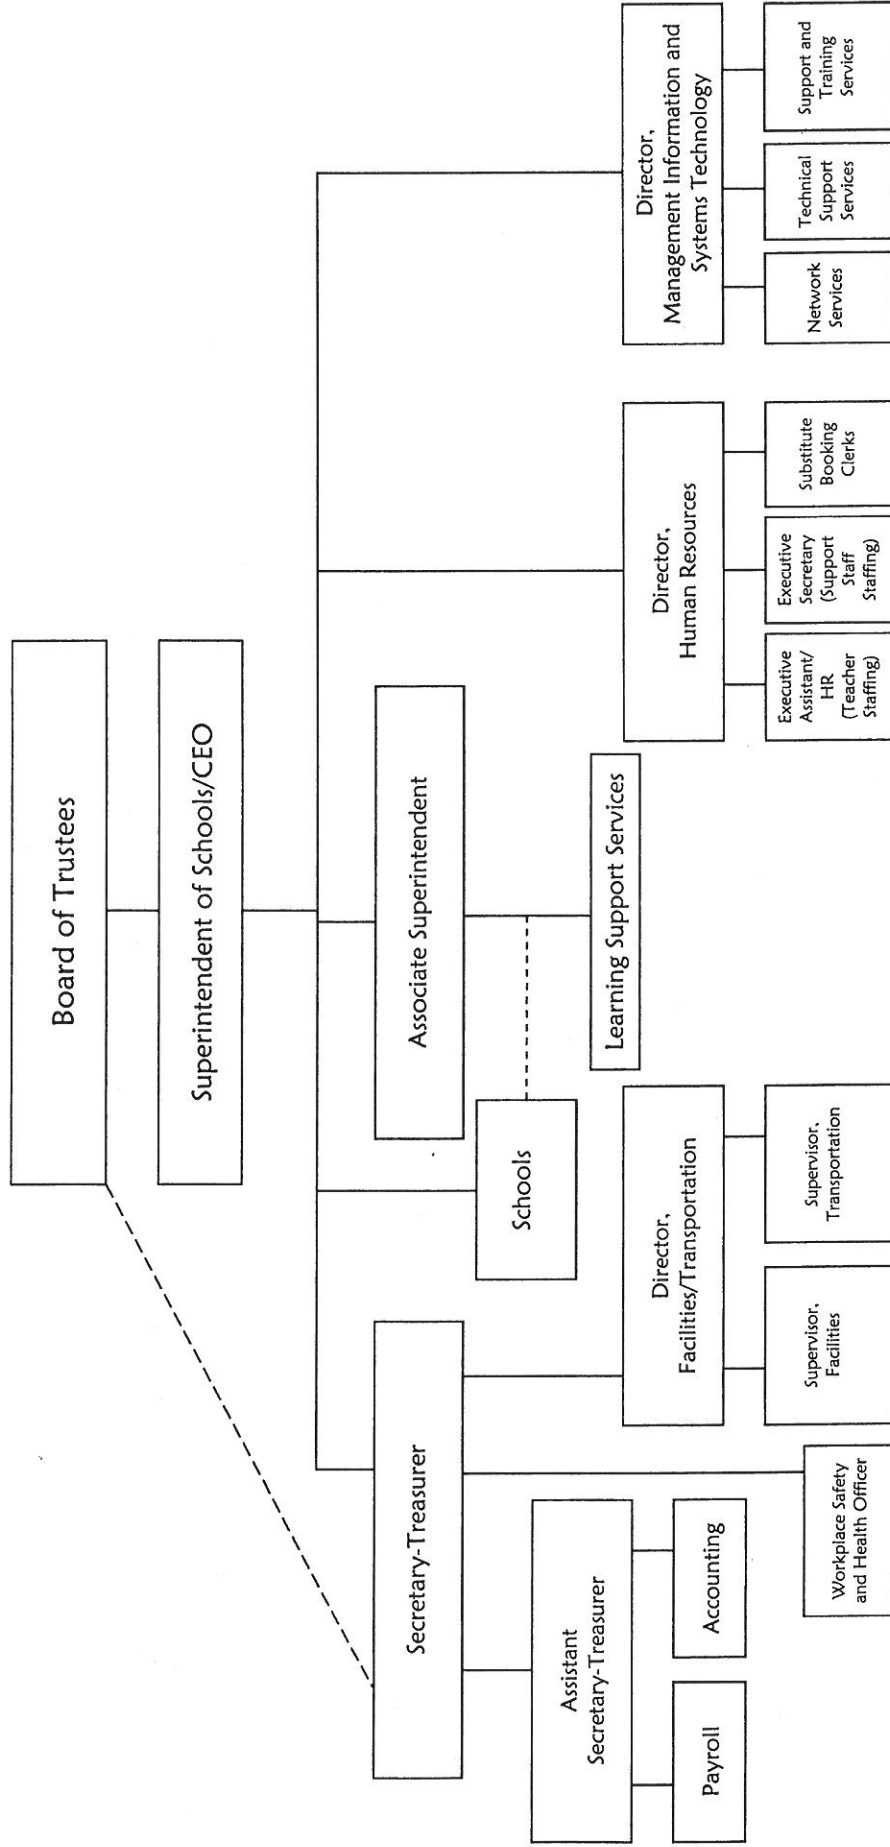 Board of Trustees
Superintendent of Schools/CEO
Secretary-Treasurer
Associate Superintendent
Schools
Assistant
Secretary-Treasurer
Learning Support Services
Director,
Facilities/Transportation
Director,
Human Resources
Director,
Management Information and
Systems Technology
Payroll
Accounting
Workplace Safety
and Health Officer
Supervisor,
Facilities
Supervisor,
Transportation
Executive
Assistant/
HR
(Teacher
Staffing)
Executive
Secretary
(Support
Staff
Staffing)
Substitute
Booking
Clerks
Network
Services
Technical
Support
Services
Support and
Training
Services